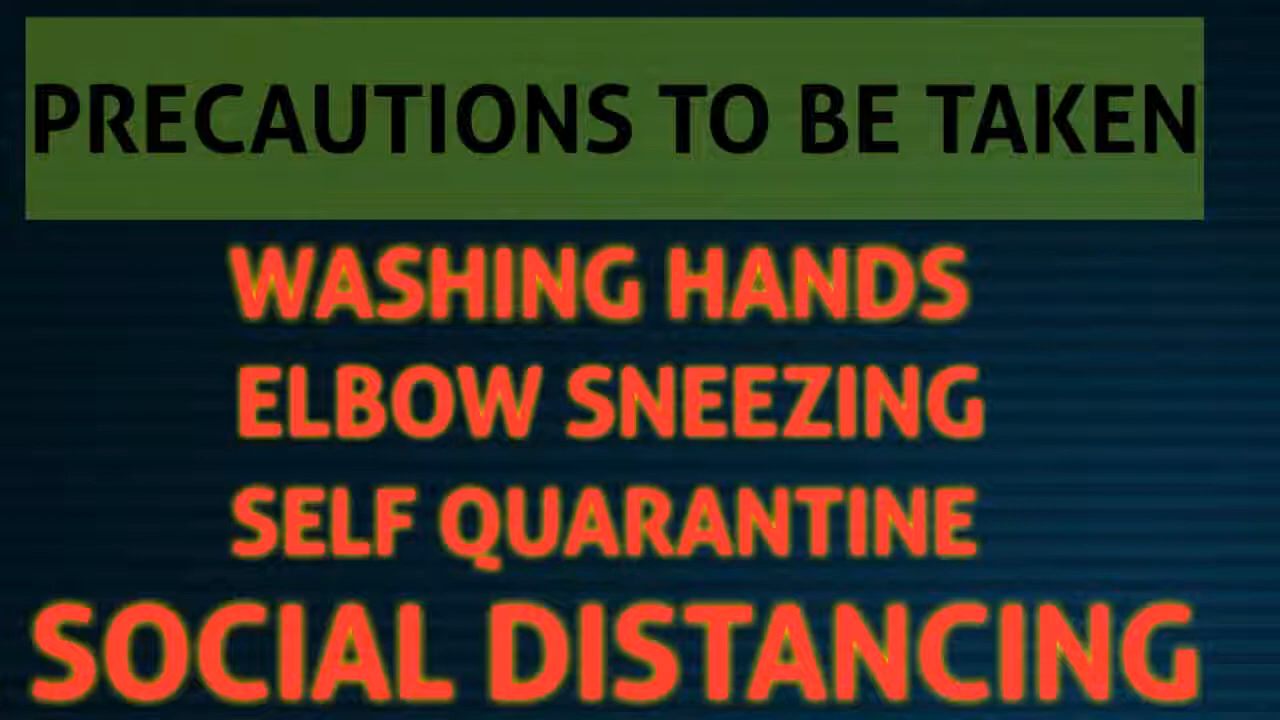 PRECAUTIONS TO BE TAKEN
WASHING HANDS
ELBOW SNEEZING
SELF QUARANTINE
SOCIAL DISTANCING